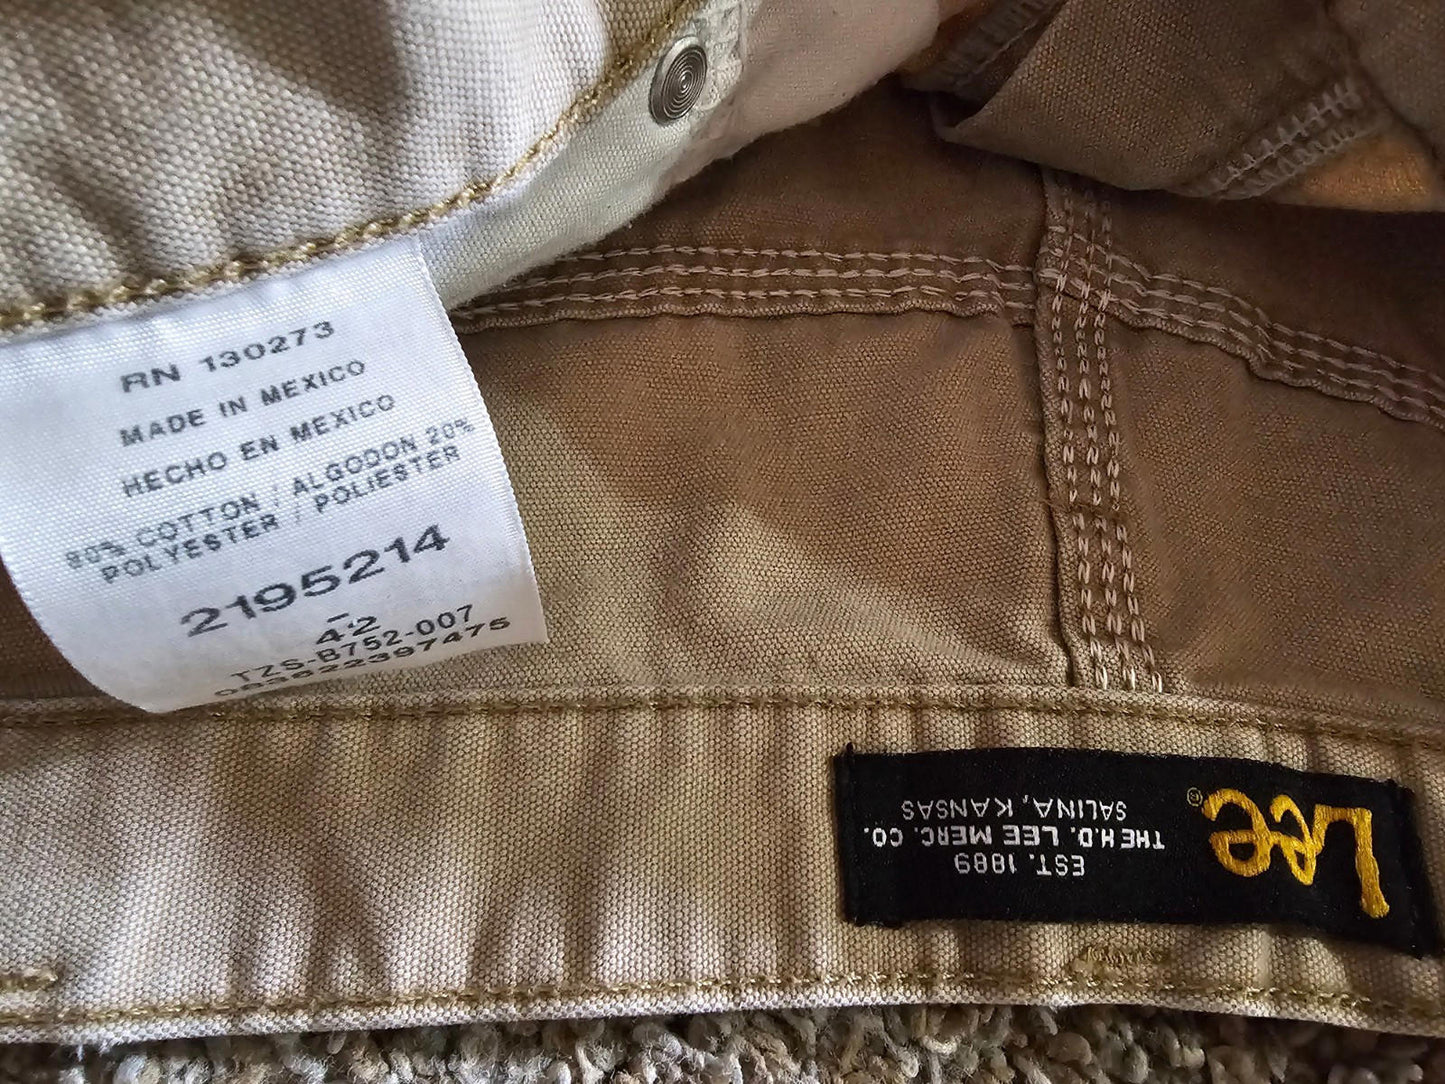 RN 130273
MADE IN MEXICO
HECHO EN MEXICO
80% COTTON / ALGODON 20%
POLYESTER / POLIESTER
2195214
42
TZS-B752-007
083622397475
Lee®
EST. 1889
THE H.D. LEE MERC. CO.
SALINA, KANSAS